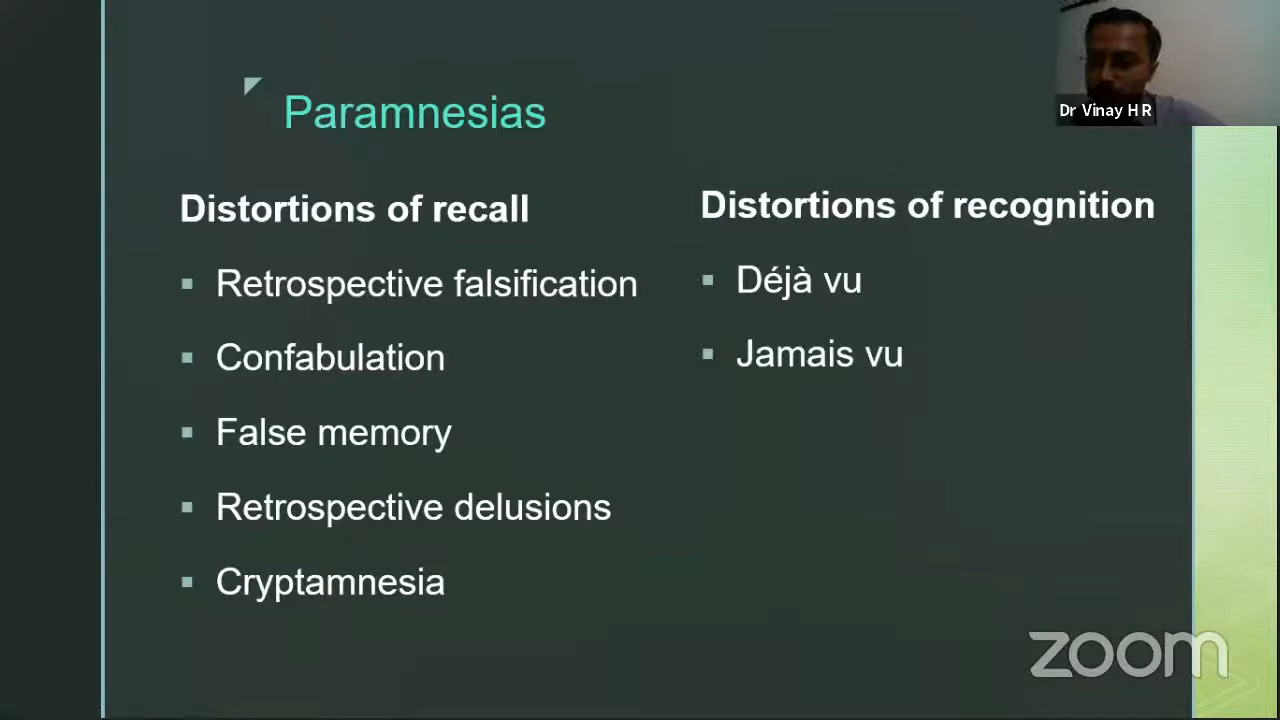 Paramnesias
Dr Vinay H R
Distortions of recall
Retrospective falsification
Confabulation
False memory
Retrospective delusions
Cryptamnesia
Distortions of recognition
Déjà vu
Jamais vu
zoom